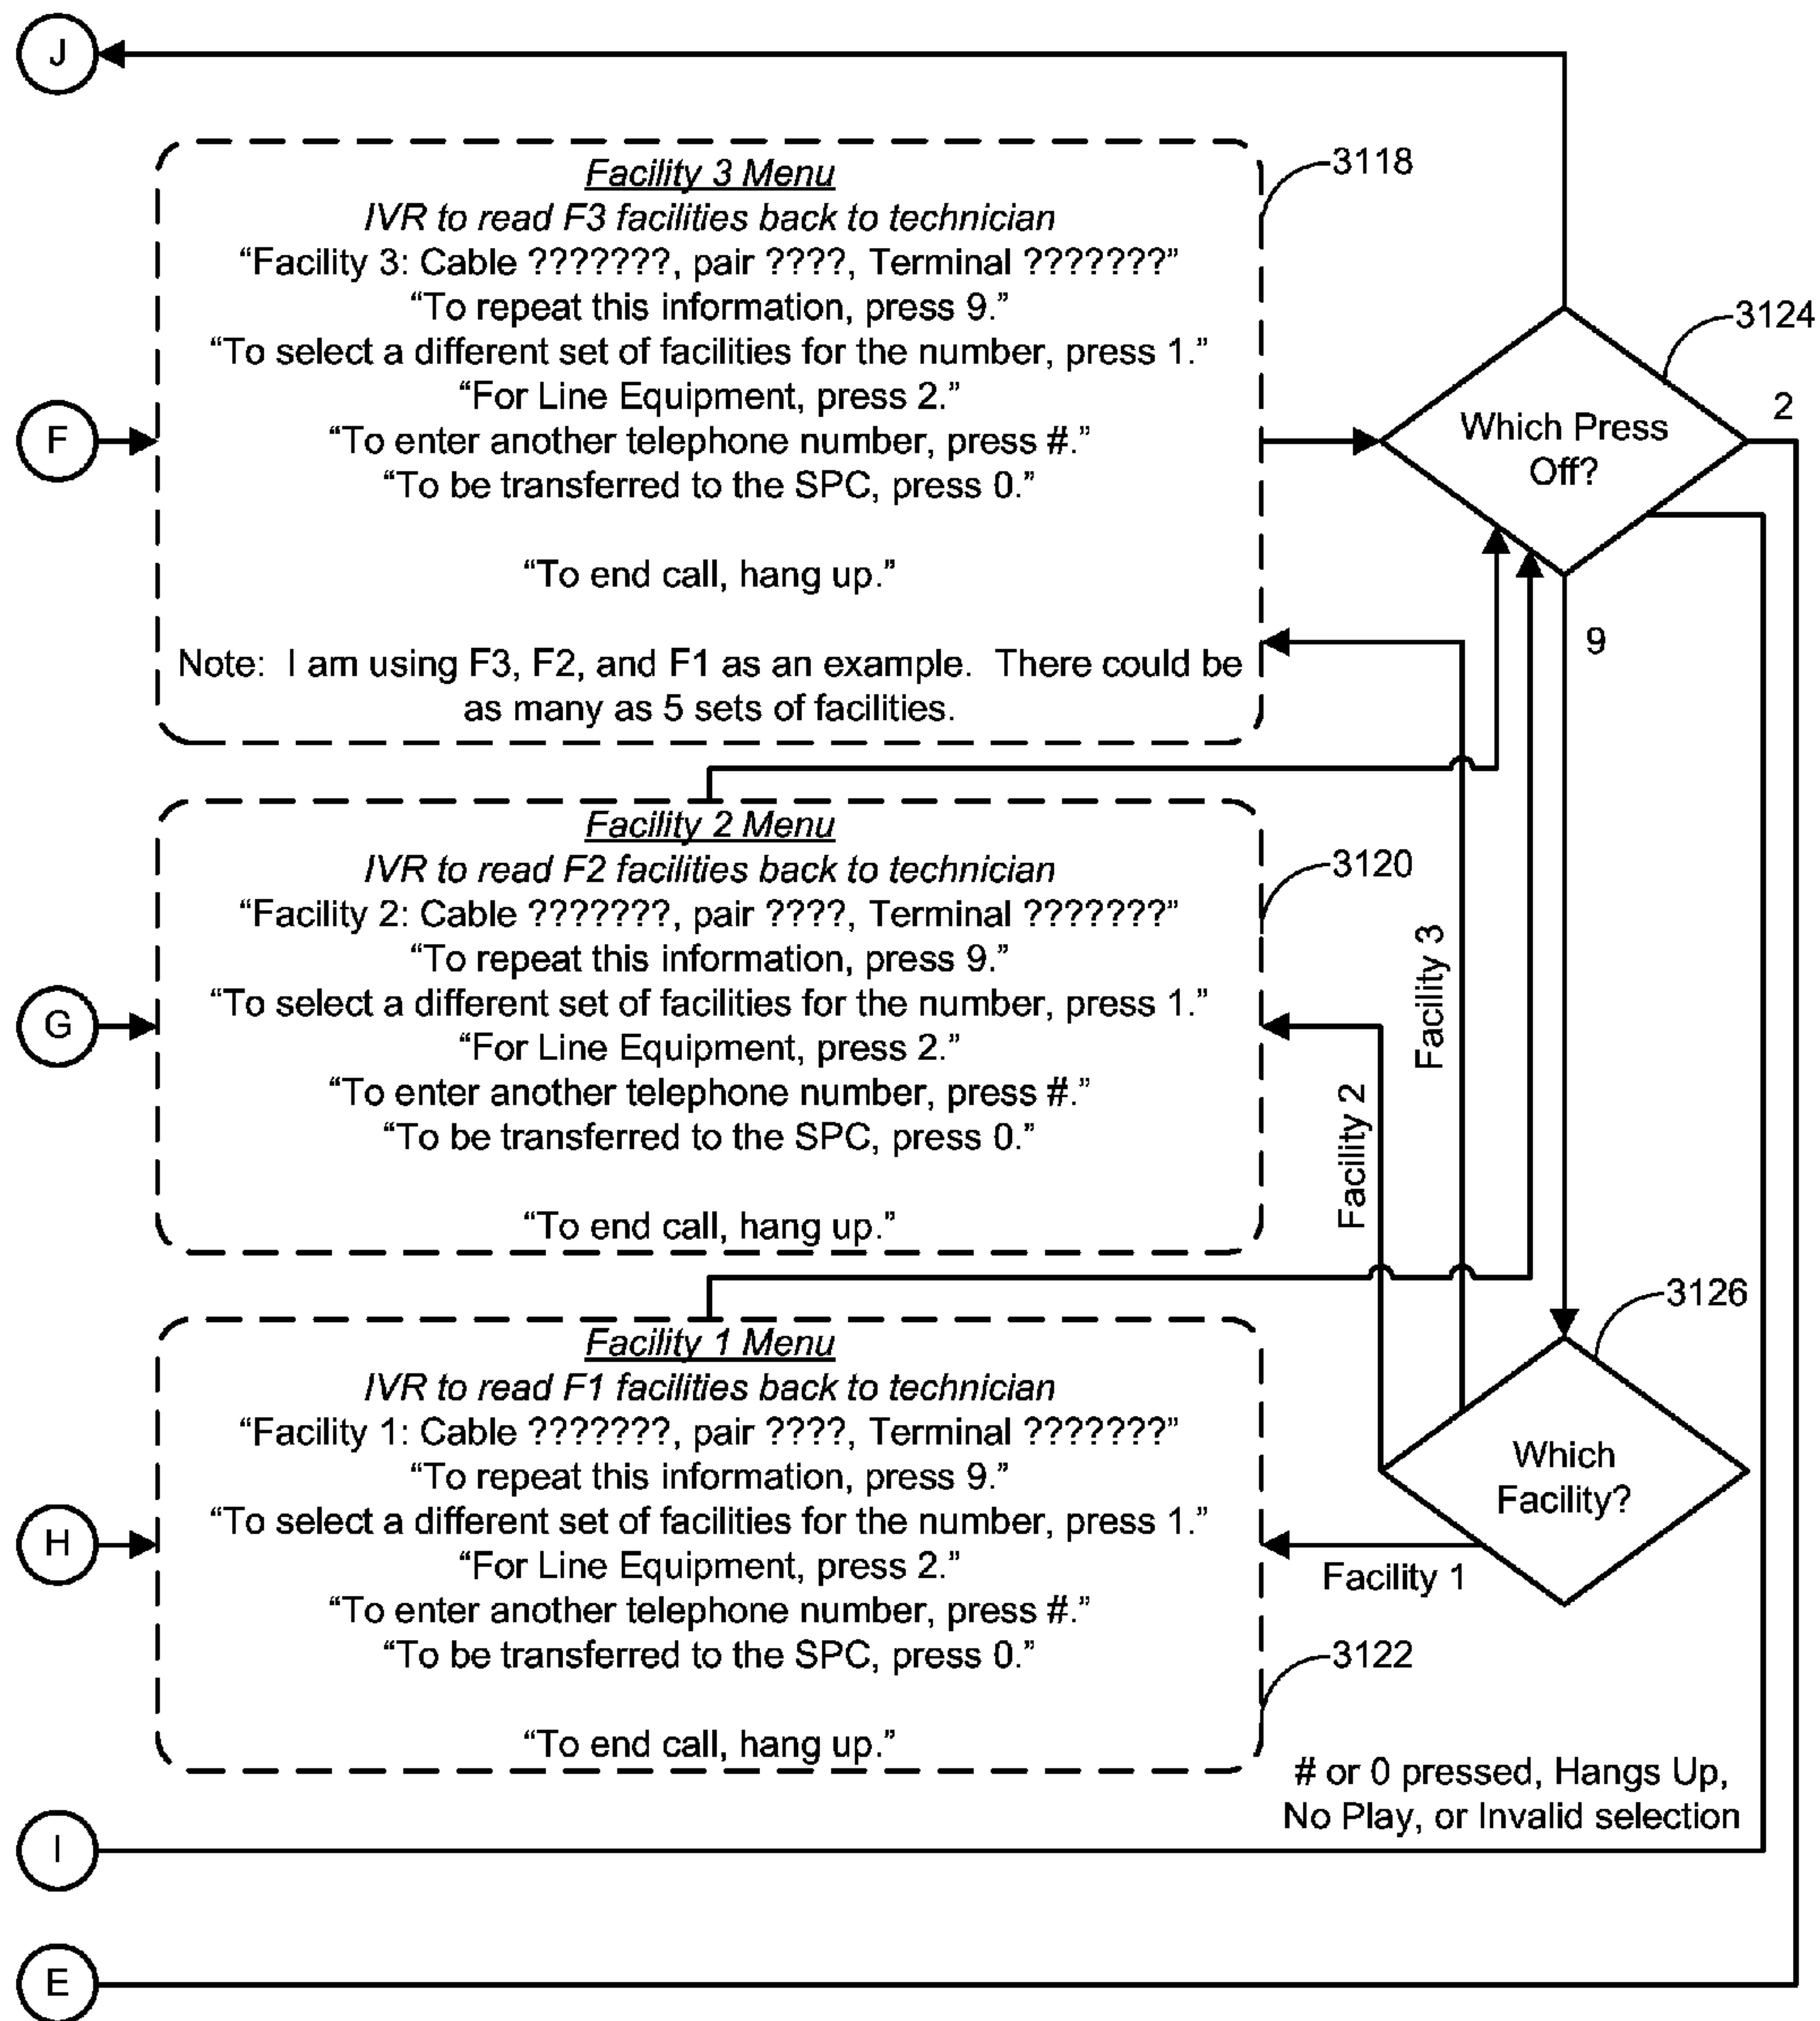 J
Facility 3 Menu
IVR to read F3 facilities back to technician
“Facility 3: Cable ???????, pair ????, Terminal ???????”
“To repeat this information, press 9.”
“To select a different set of facilities for the number, press 1.”
“For Line Equipment, press 2.”
“To enter another telephone number, press #.”
“To be transferred to the SPC, press 0.”
“To end call, hang up.”
Note: I am using F3, F2, and F1 as an example. There could be
as many as 5 sets of facilities.
3118
F
3124
Which Press
Off?
2
9
Facility 2 Menu
IVR to read F2 facilities back to technician
“Facility 2: Cable ???????, pair ????, Terminal ???????”
“To repeat this information, press 9.”
“To select a different set of facilities for the number, press 1.”
“For Line Equipment, press 2.”
“To enter another telephone number, press #.”
“To be transferred to the SPC, press 0.”
“To end call, hang up.”
3120
G
Facility 3
Facility 2
Facility 1 Menu
IVR to read F1 facilities back to technician
“Facility 1: Cable ???????, pair ????, Terminal ???????”
“To repeat this information, press 9.”
“To select a different set of facilities for the number, press 1.”
“For Line Equipment, press 2.”
“To enter another telephone number, press #.”
“To be transferred to the SPC, press 0.”
“To end call, hang up.”
3122
H
3126
Which
Facility?
Facility 1
# or 0 pressed, Hangs Up,
No Play, or Invalid selection
I
E